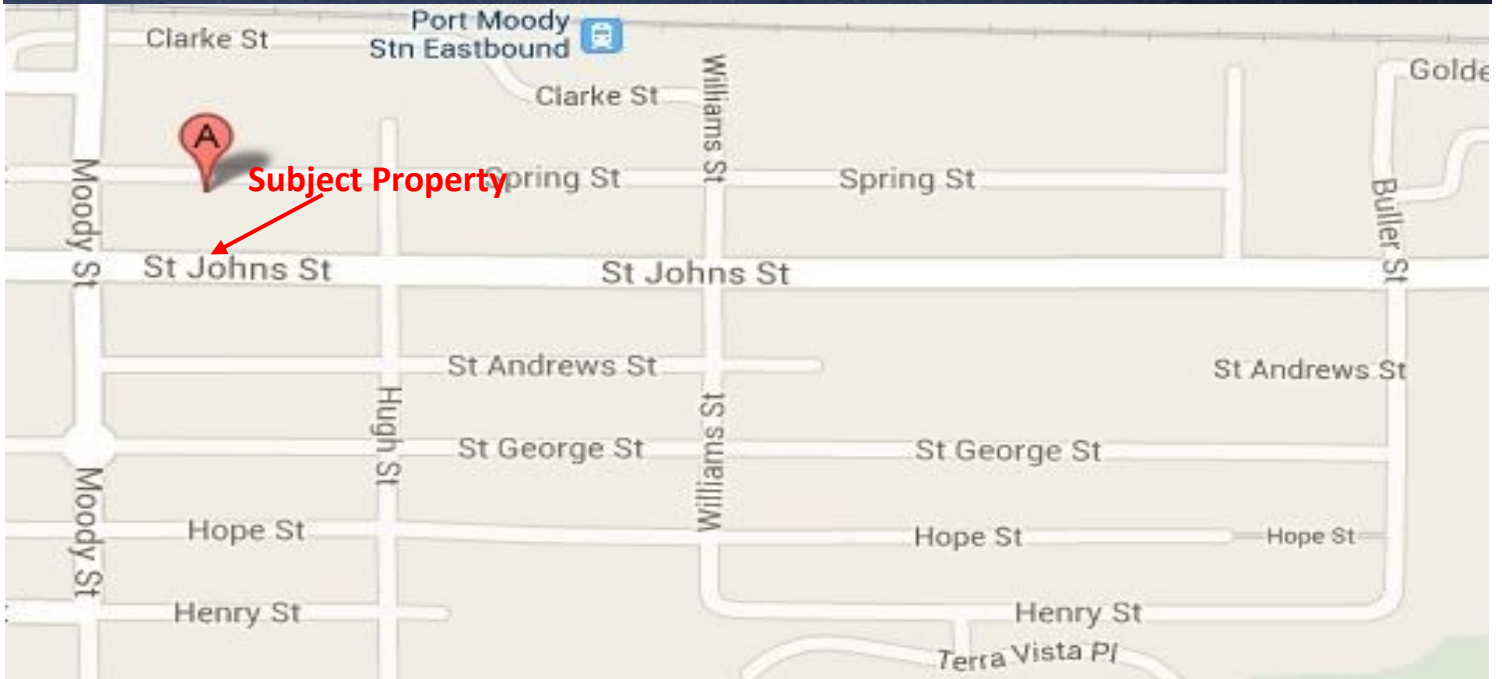 Port Moody
Stn Eastbound
Clarke St
Clarke St
Williams St
Golde
A
Subject Property
Spring St
Spring St
Moody St
Buller St
St Johns St
St Johns St
St Andrews St
St Andrews St
Hugh St
Williams St
St George St
St George St
Moody St
Hope St
Hope St
Hope St
Henry St
Henry St
Terra Vista Pl